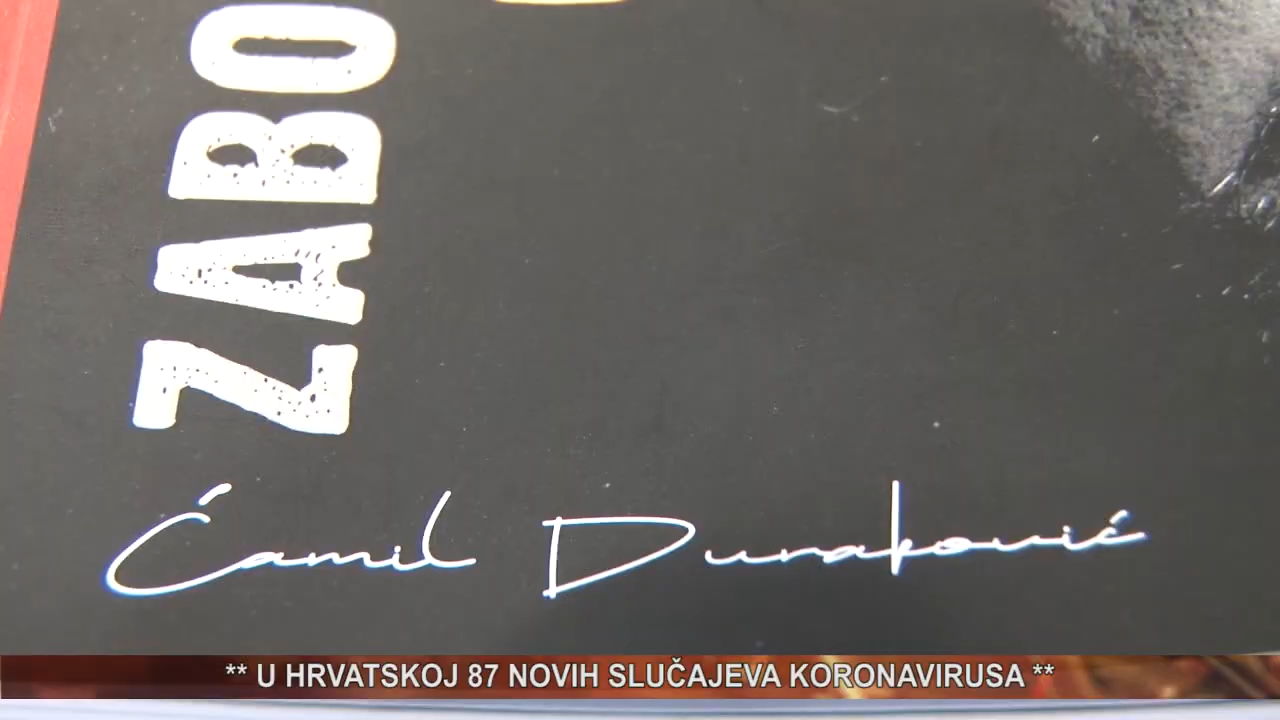 ZABO
Ćamil Duraković
** U HRVATSKOJ 87 NOVIH SLUČAJEVA KORONAVIRUSA **